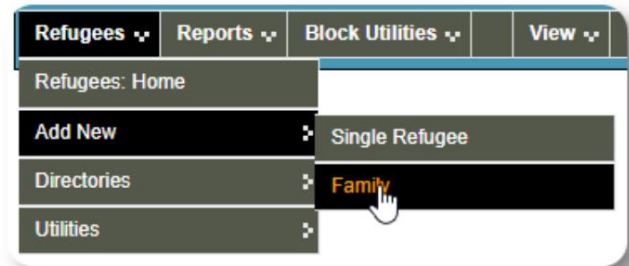 Refugees Reports Block Utilities View
Refugees: Home
Add New
Single Refugee
Directories
Family
Utilities